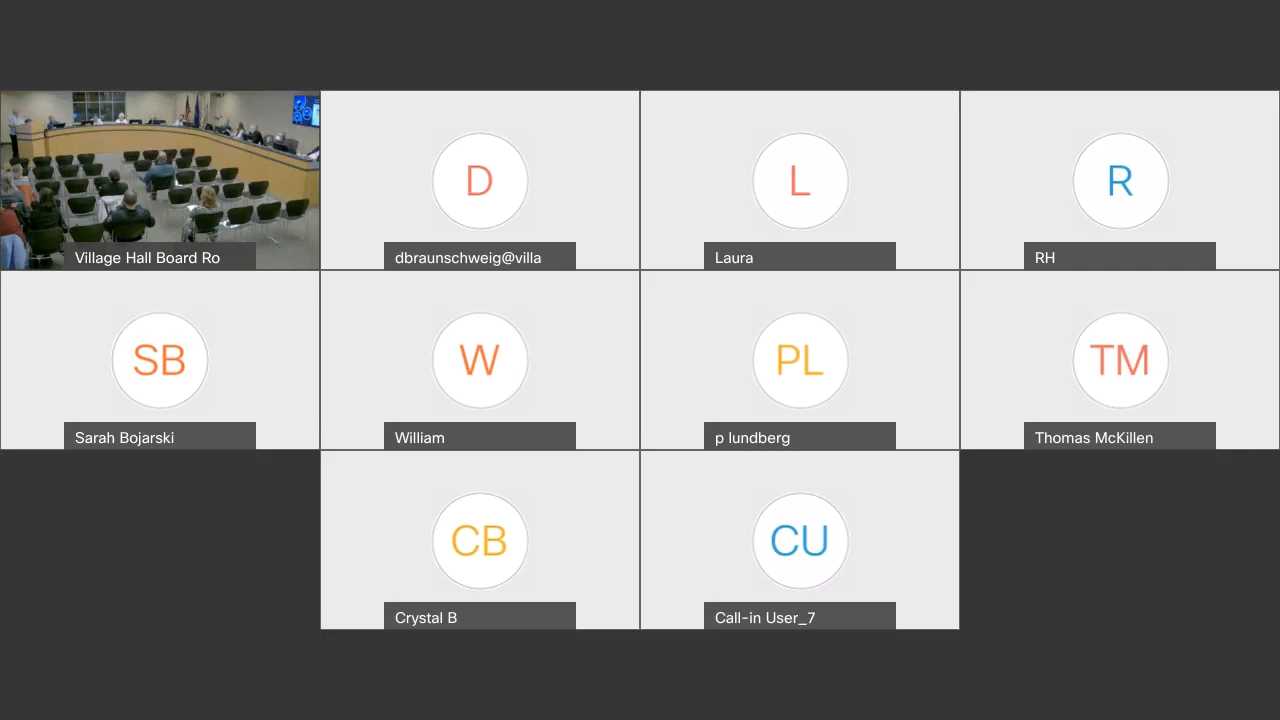 D
L
R
Village Hall Board Ro
dbraunschweig@villa
Laura
RH
SB
W
PL
TM
Sarah Bojarski
William
p lundberg
Thomas McKillen
CB
CU
Crystal B
Call-in User_7